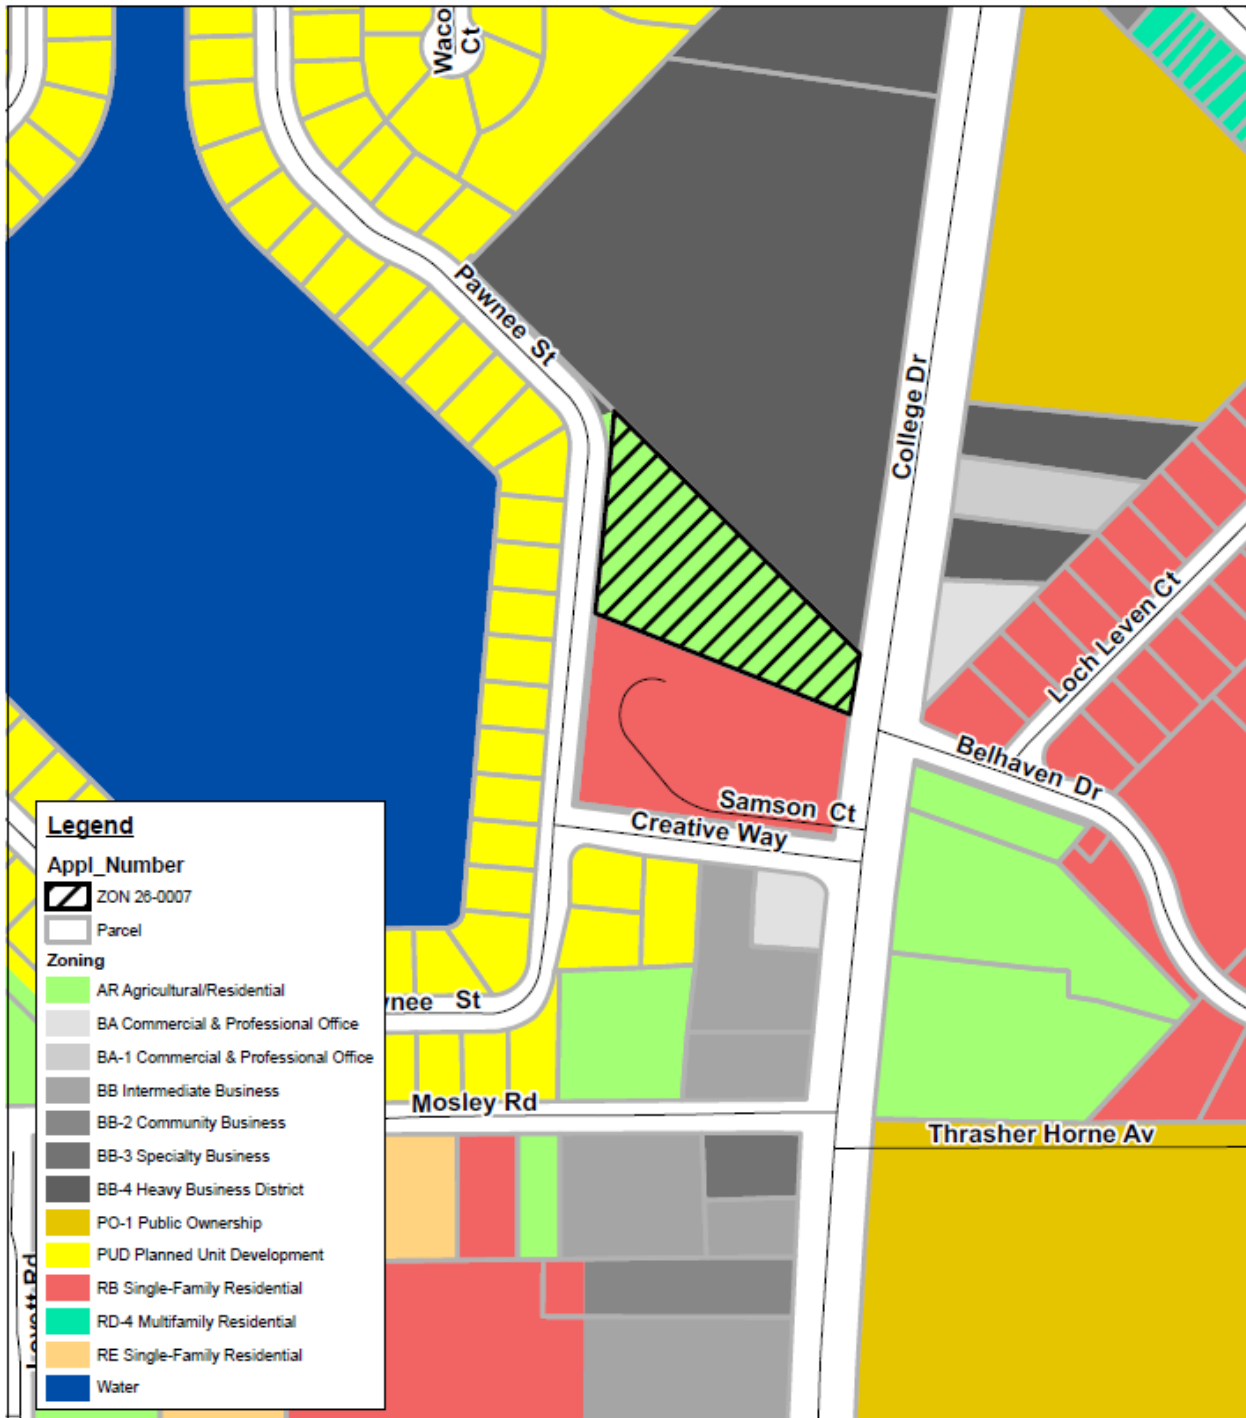 Waco
Ct
Pawnee St
College Dr
Loch Leven Ct
Belhaven Dr
Samson Ct
Creative Way
Legend
Appl_Number
ZON 26-0007
Parcel
Zoning
AR Agricultural/Residential
BA Commercial & Professional Office
BA-1 Commercial & Professional Office
BB Intermediate Business
BB-2 Community Business
BB-3 Specialty Business
BB-4 Heavy Business District
PO-1 Public Ownership
PUD Planned Unit Development
RB Single-Family Residential
RD-4 Multifamily Residential
RE Single-Family Residential
Water
wnee St
Mosley Rd
Thrasher Horne Av
Rd